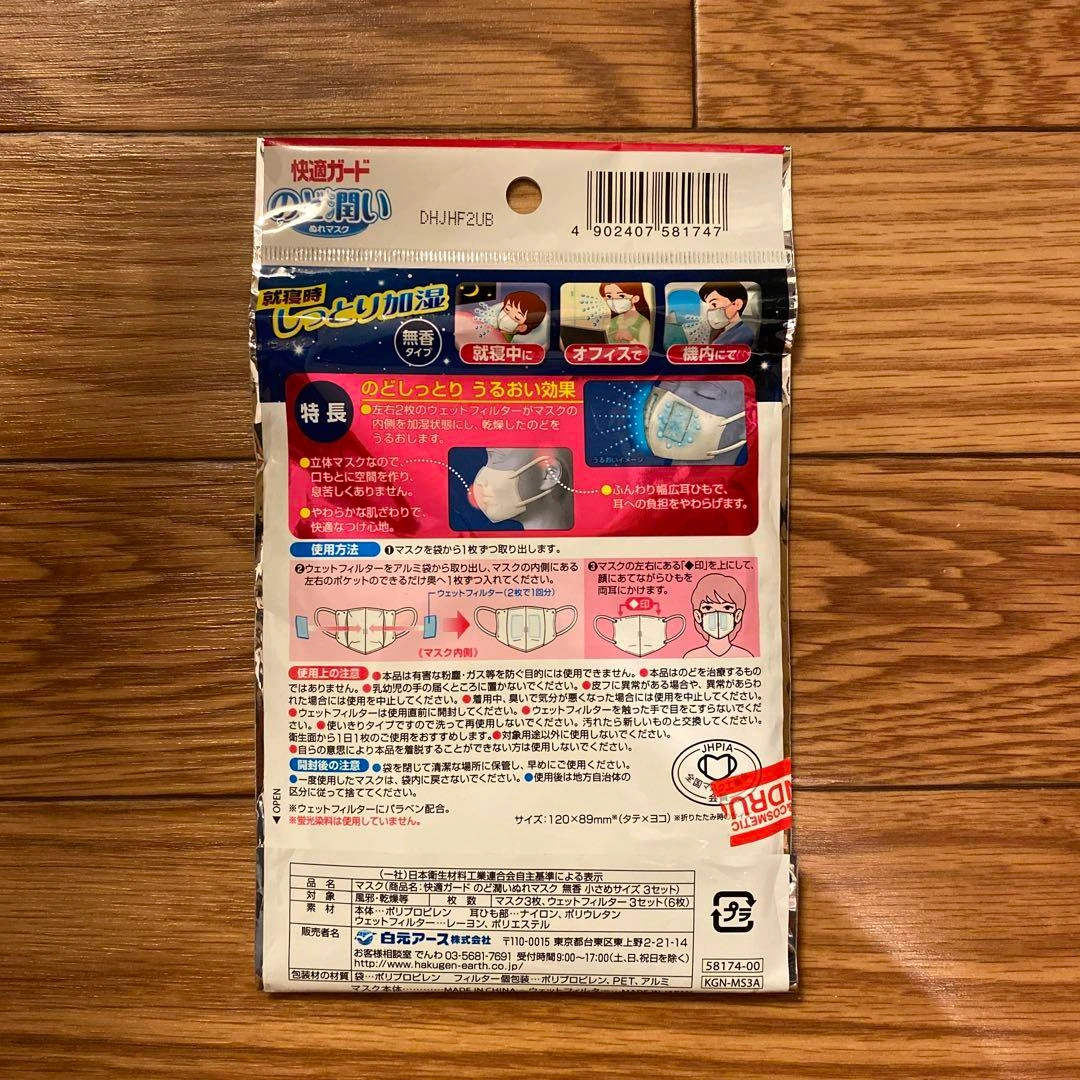 快適ガード
のど潤い
ぬれマスク
DHJHF2UB
4 902407 581747
就寝時
しっとり加湿
無香
タイプ
就寝中に
オフィスで
機内にて
特長
のどしっとり うるおい効果
●左右2枚のウェットフィルターがマスクの
内側を加湿状態にし、乾燥したのどを
うるおします。
うるおいイメージ
●立体マスクなので、
口もとに空間を作り、
息苦しくありません。
●やわらかな肌ざわりで、
快適なつけ心地。
●ふんわり幅広耳ひもで、
耳への負担をやわらげます。
使用方法
❶マスクを袋から1枚ずつ取り出します。
❷ウェットフィルターをアルミ袋から取り出し、マスクの内側にある
左右のポケットのできるだけ奥へ1枚ずつ入れてください。
ウェットフィルター(2枚で1回分)
《マスク内側》
❸マスクの左右にある「◆印」を上にして、
顔にあてながらひもを
両耳にかけます。
◆印
使用上の注意 ●本品は有害な粉塵・ガス等を防ぐ目的には使用できません。●本品はのどを治療するもの
ではありません。●乳幼児の手の届くところに置かないでください。●皮フに異常がある場合や、異常があらわ
れた場合には使用を中止してください。●着用中、臭いで気分が悪くなった場合には使用を中止してください。
●ウェットフィルターは使用直前に開封してください。●ウェットフィルターを触った手で目をこすらないでくだ
さい。●使いきりタイプですので洗って再使用しないでください。汚れたら新しいものと交換してください。
衛生面から1日1枚のご使用をおすすめします。●対象用途以外に使用しないでください。
●自らの意思により本品を着脱することができない方は使用しないでください。
開封後の注意 ●袋を閉じて清潔な場所に保管し、早めにご使用ください。
●一度使用したマスクは、袋内に戻さないでください。●使用後は地方自治体の
区分に従って捨ててください。
※ウェットフィルターにパラベン配合。
※蛍光染料は使用していません。
◀OPEN
JHPIA
全国マス
会
&COSMETIC
NDRU
サイズ:120×89mm※(タテ×ヨコ) ※折りたたみ時の
(一社)日本衛生材料工業連合会自主基準による表示
品名 マスク(商品名:快適ガード のど潤いぬれマスク 無香 小さめサイズ 3セット)
対象 風邪・乾燥等 枚数 マスク3枚、ウェットフィルター3セット(6枚)
素材 本体…ポリプロピレン 耳ひも部…ナイロン、ポリウレタン
ウェットフィルター…レーヨン、ポリエステル
販売者名 白元アース株式会社 〒110-0015 東京都台東区東上野2-21-14
お客様相談室 でんわ 03-5681-7691 受付時間9:00~17:00(土、日、祝日を除く)
http://www.hakugen-earth.co.jp/
包装材の材質 袋…ポリプロピレン フィルター個包装…ポリプロピレン、PET、アルミ
マスク本体……MADE IN CHINA
プラ
58174-00
KGN-MS3A